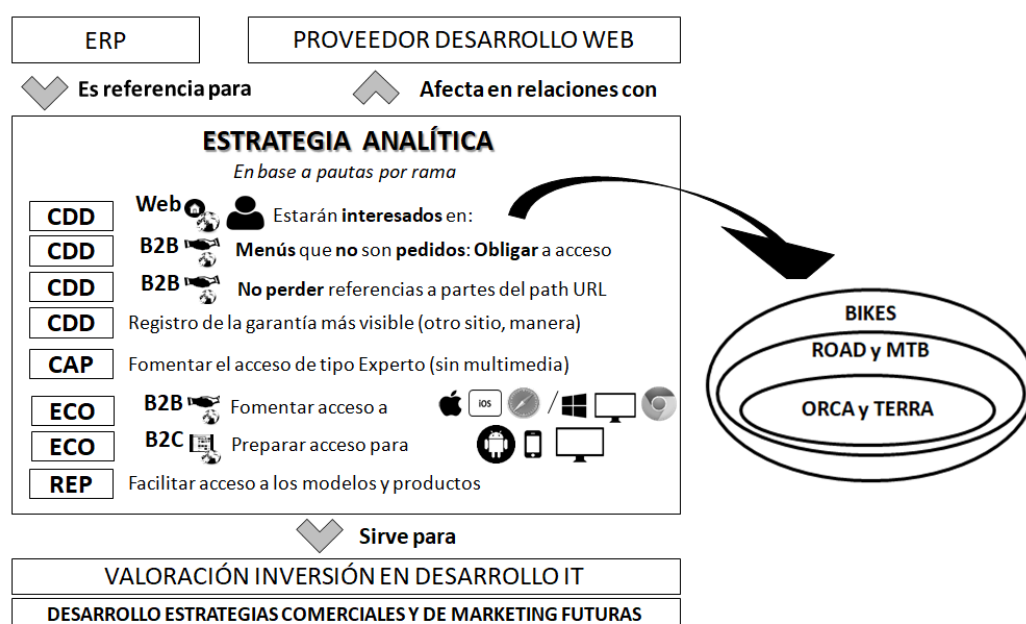 ERP
PROVEEDOR DESARROLLO WEB
Es referencia para
Afecta en relaciones con
ESTRATEGIA ANALÍTICA
En base a pautas por rama
CDD Web Estarán interesados en:
CDD B2B Menús que no son pedidos: Obligar a acceso
CDD B2B No perder referencias a partes del path URL
CDD Registro de la garantía más visible (otro sitio, manera)
CAP Fomentar el acceso de tipo Experto (sin multimedia)
ECO B2B Fomentar acceso a iOS /
ECO B2C Preparar acceso para
REP Facilitar acceso a los modelos y productos
BIKES
ROAD y MTB
ORCA y TERRA
Sirve para
VALORACIÓN INVERSIÓN EN DESARROLLO IT
DESARROLLO ESTRATEGIAS COMERCIALES Y DE MARKETING FUTURAS